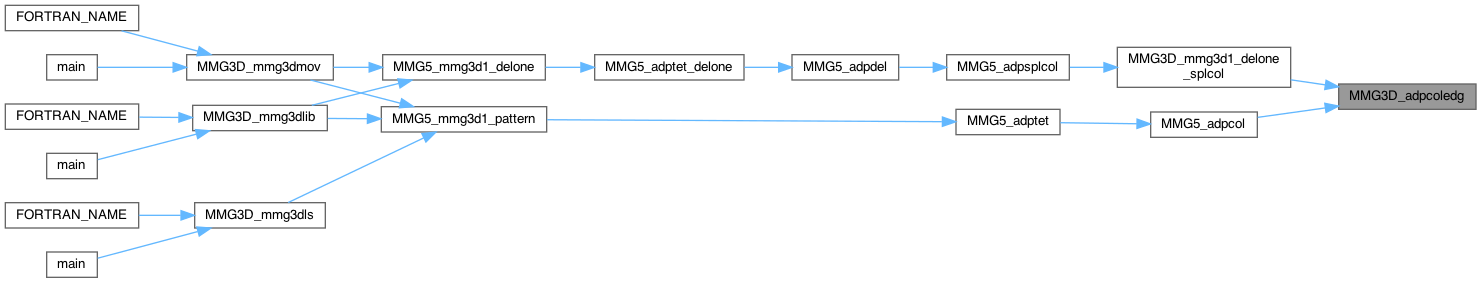 FORTRAN_NAME
main
MMG3D_mmg3dmov
MMG5_mmg3d1_delone
MMG5_adptet_delone
MMG5_adpdel
MMG5_adpsplcol
MMG3D_mmg3d1_delone
_splcol
MMG3D_adpcoledg
FORTRAN_NAME
MMG3D_mmg3dlib
MMG5_mmg3d1_pattern
MMG5_adptet
MMG5_adpcol
main
FORTRAN_NAME
MMG3D_mmg3dls
main